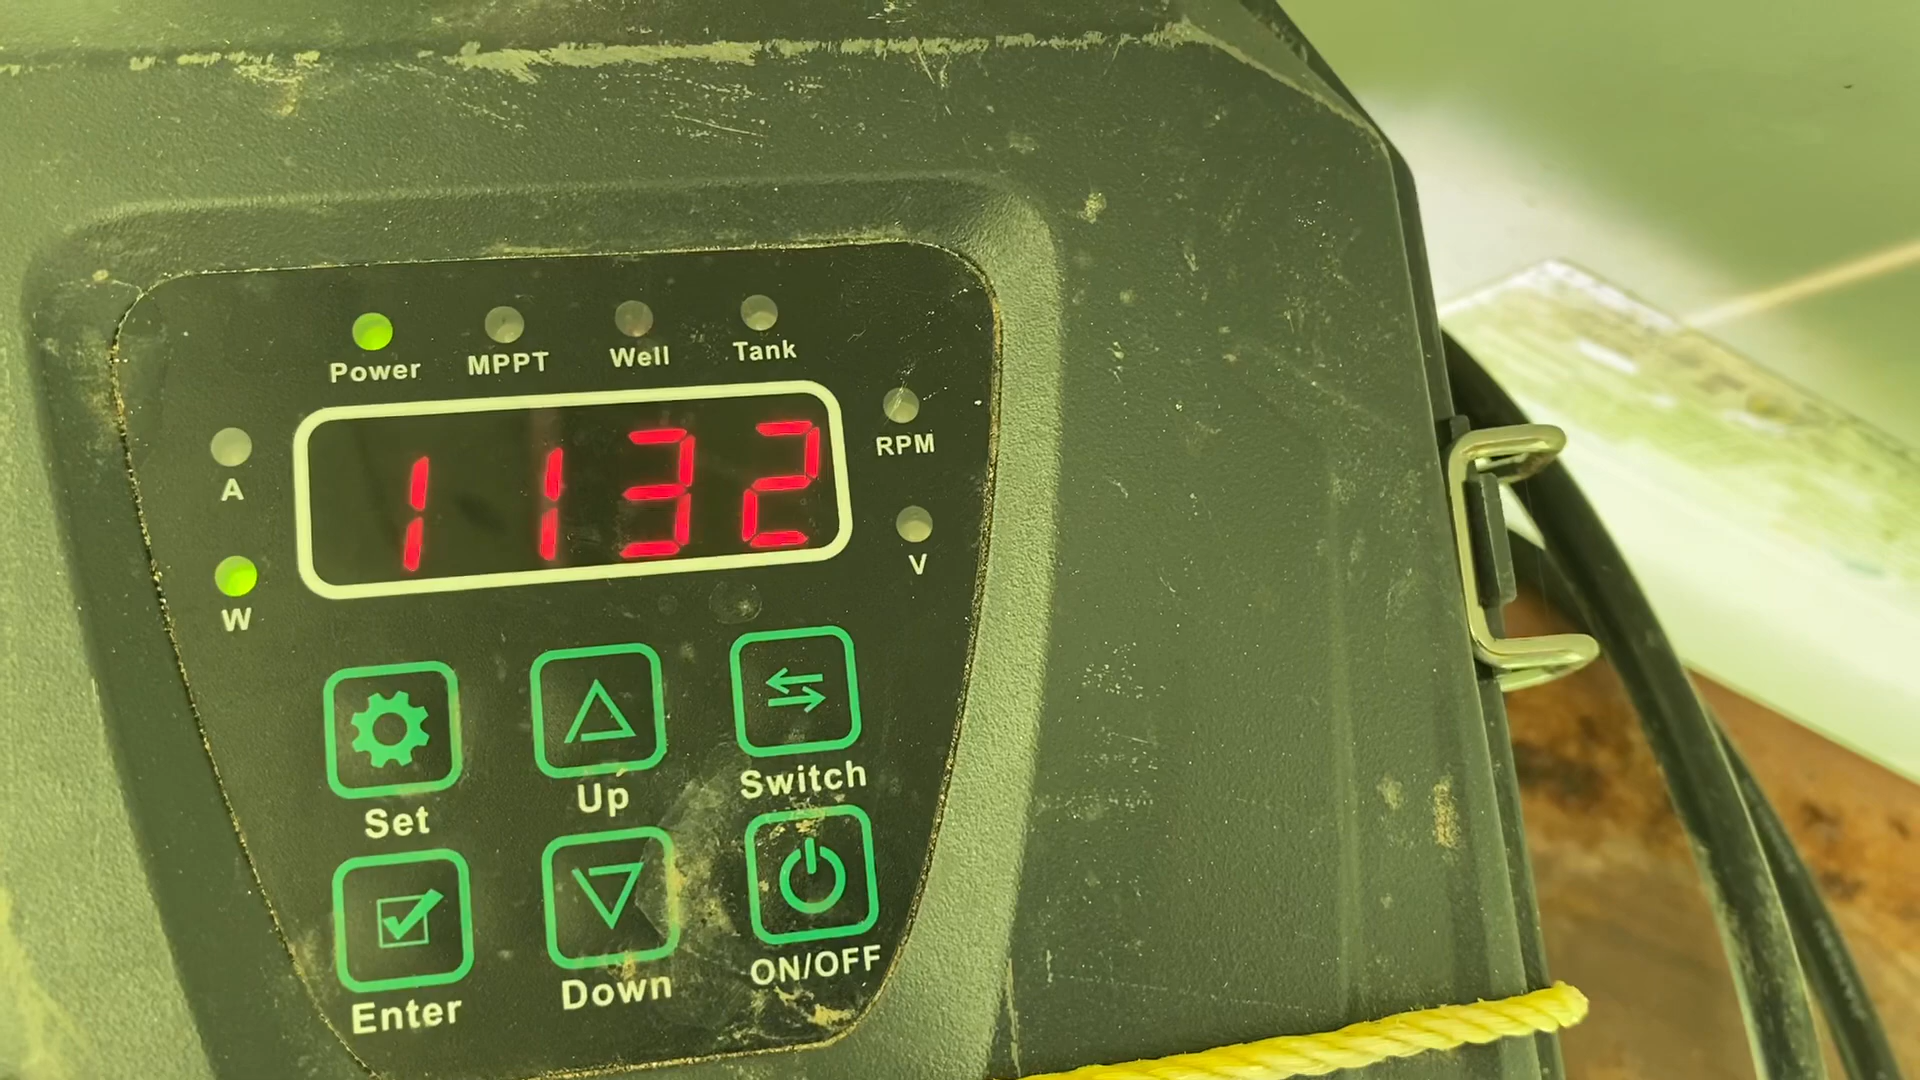 Power MPPT Well Tank
A
1132
RPM
W
V
Set Up Switch
Enter Down ON/OFF